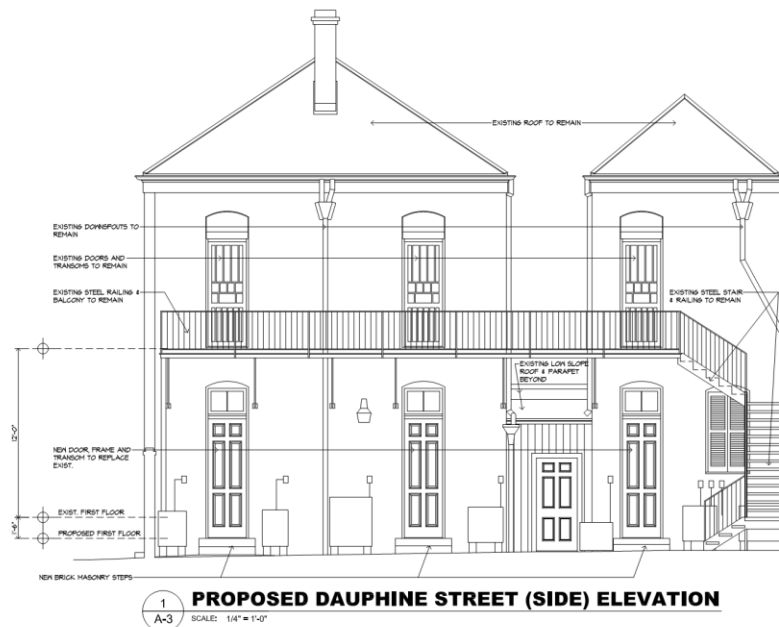 EXISTING ROOF TO REMAIN
EXISTING DOWNSPOUTS TO
REMAIN
EXISTING DOORS AND
TRANSOMS TO REMAIN
EXISTING STEEL RAILING &
BALCONY TO REMAIN
EXISTING STEEL STAIR
& RAILING TO REMAIN
EXISTING LOW SLOPE
ROOF & PARAPET
BEYOND
12'-0"
NEW DOOR, FRAME AND
TRANSOM TO REPLACE
EXIST.
EXIST. FIRST FLOOR
1'-6"
PROPOSED FIRST FLOOR
NEW BRICK MASONRY STEPS
1
A-3
PROPOSED DAUPHINE STREET (SIDE) ELEVATION
SCALE: 1/4" = 1'-0"